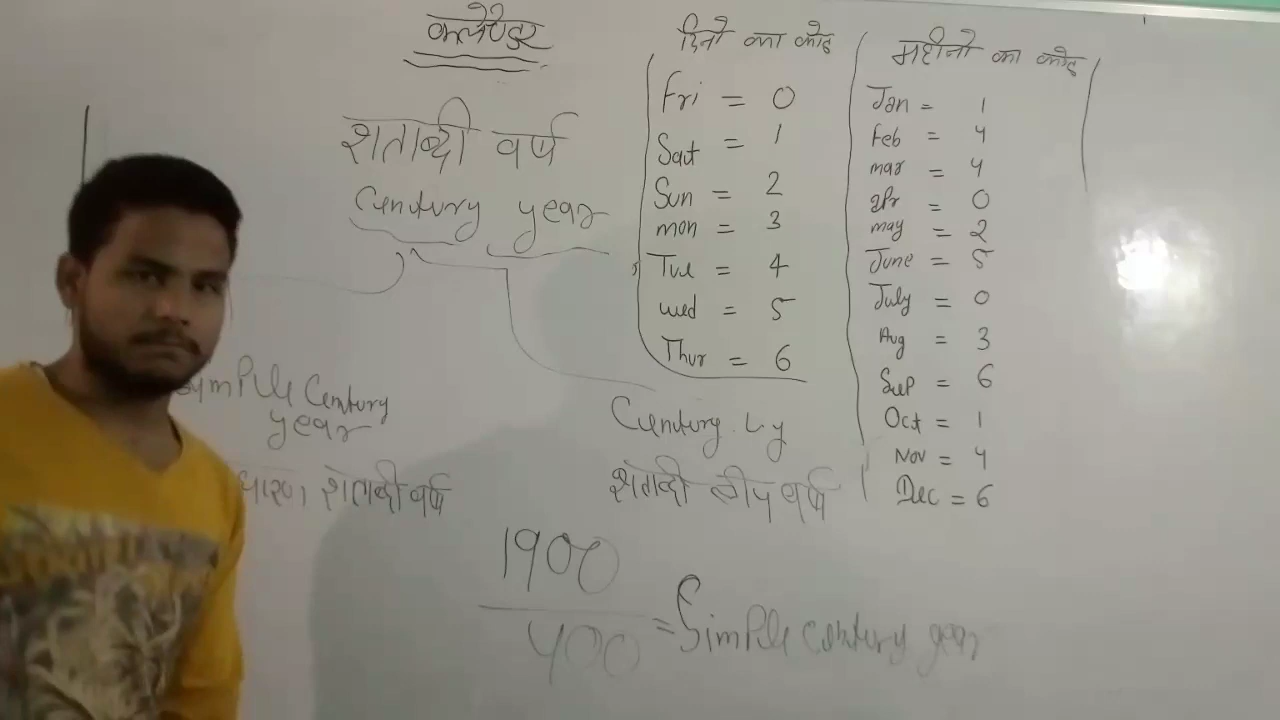 कलेण्डर
शताब्दी वर्ष
Century year
Symple Century
year
धारण शताब्दी वर्ष
Century L y
शताब्दी लीप वर्ष
1900
400
= Simple century year
दिनो का कोड
Fri = 0
Sat = 1
Sun = 2
mon = 3
Tue = 4
wed = 5
Thur = 6
महीनो का कोड
Jan = 1
Feb = 4
mar = 4
apr = 0
may = 2
June = 5
July = 0
Aug = 3
Sep = 6
Oct = 1
Nov = 4
Dec = 6